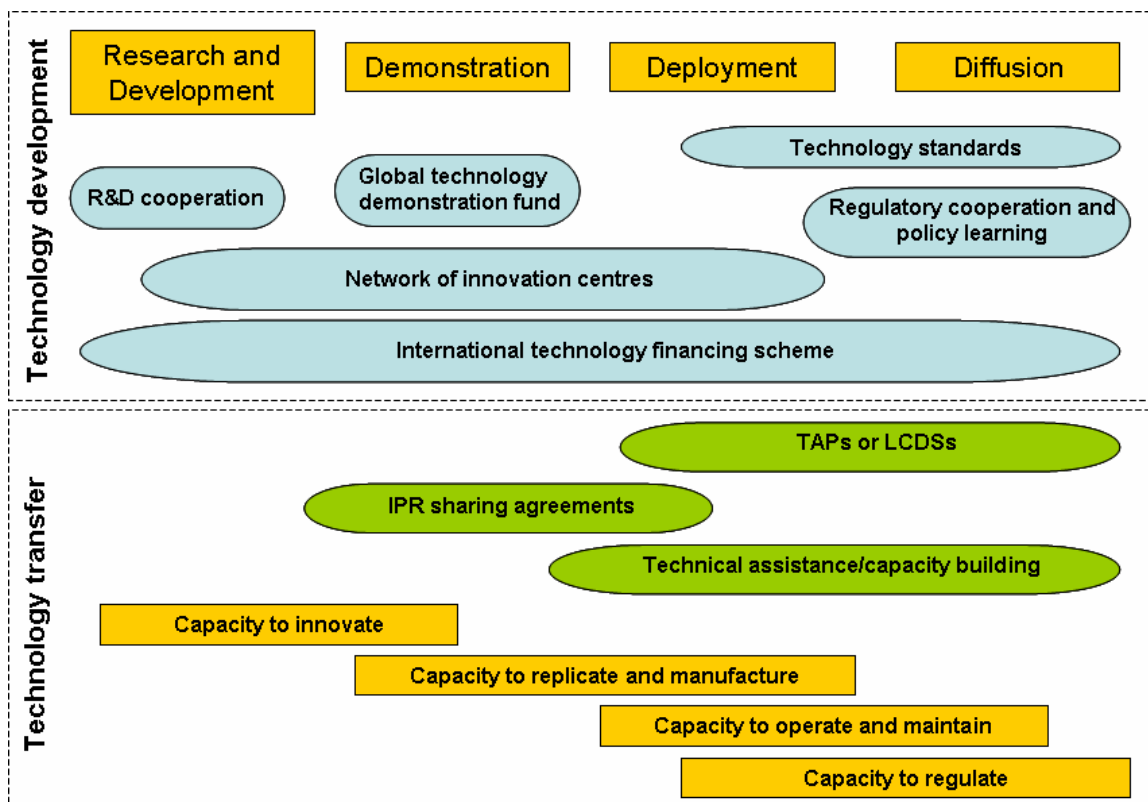 Technology development
Research and
Development
Demonstration
Deployment
Diffusion
Technology standards
R&D cooperation
Global technology
demonstration fund
Regulatory cooperation and
policy learning
Network of innovation centres
International technology financing scheme
Technology transfer
TAPs or LCDSs
IPR sharing agreements
Technical assistance/capacity building
Capacity to innovate
Capacity to replicate and manufacture
Capacity to operate and maintain
Capacity to regulate